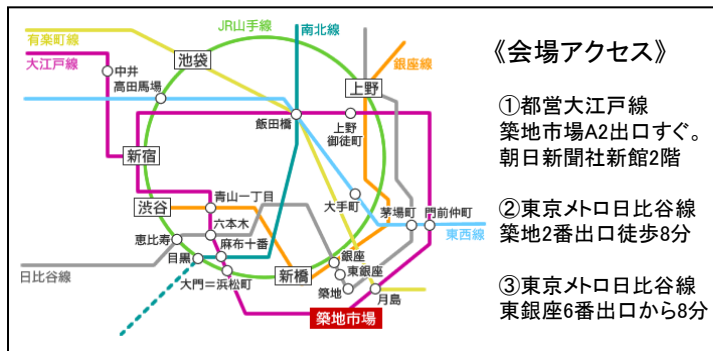 JR山手線
南北線
有楽町線
大江戸線
池袋
銀座線
中井
高田馬場
上野
飯田橋
上野
御徒町
新宿
大手町
青山一丁目
茅場町
門前仲町
渋谷
六本木
東西線
恵比寿
麻布十番
目黒
銀座
日比谷線
新橋
東銀座
大門=浜松町
築地
月島
築地市場
《会場アクセス》
①都営大江戸線
築地市場A2出口すぐ。
朝日新聞社新館2階
②東京メトロ日比谷線
築地2番出口徒歩8分
③東京メトロ日比谷線
東銀座6番出口から8分